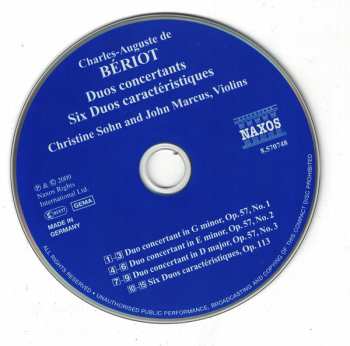 Charles-Auguste de
BÉRIOT
Duos concertants
Six Duos caractéristiques
Christine Sohn and John Marcus, Violins
NAXOS
8.570748
℗ & © 2009
Naxos Rights
International Ltd.
GEMA
MADE IN
GERMANY
1-3 Duo concertant in G minor, Op. 57, No. 1
4-6 Duo concertant in E minor, Op. 57, No. 2
7-9 Duo concertant in D major, Op. 57, No. 3
10-15 Six Duos caractéristiques, Op. 113
ALL RIGHTS RESERVED • UNAUTHORISED PUBLIC PERFORMANCE, BROADCASTING AND COPYING OF THIS COMPACT DISC PROHIBITED